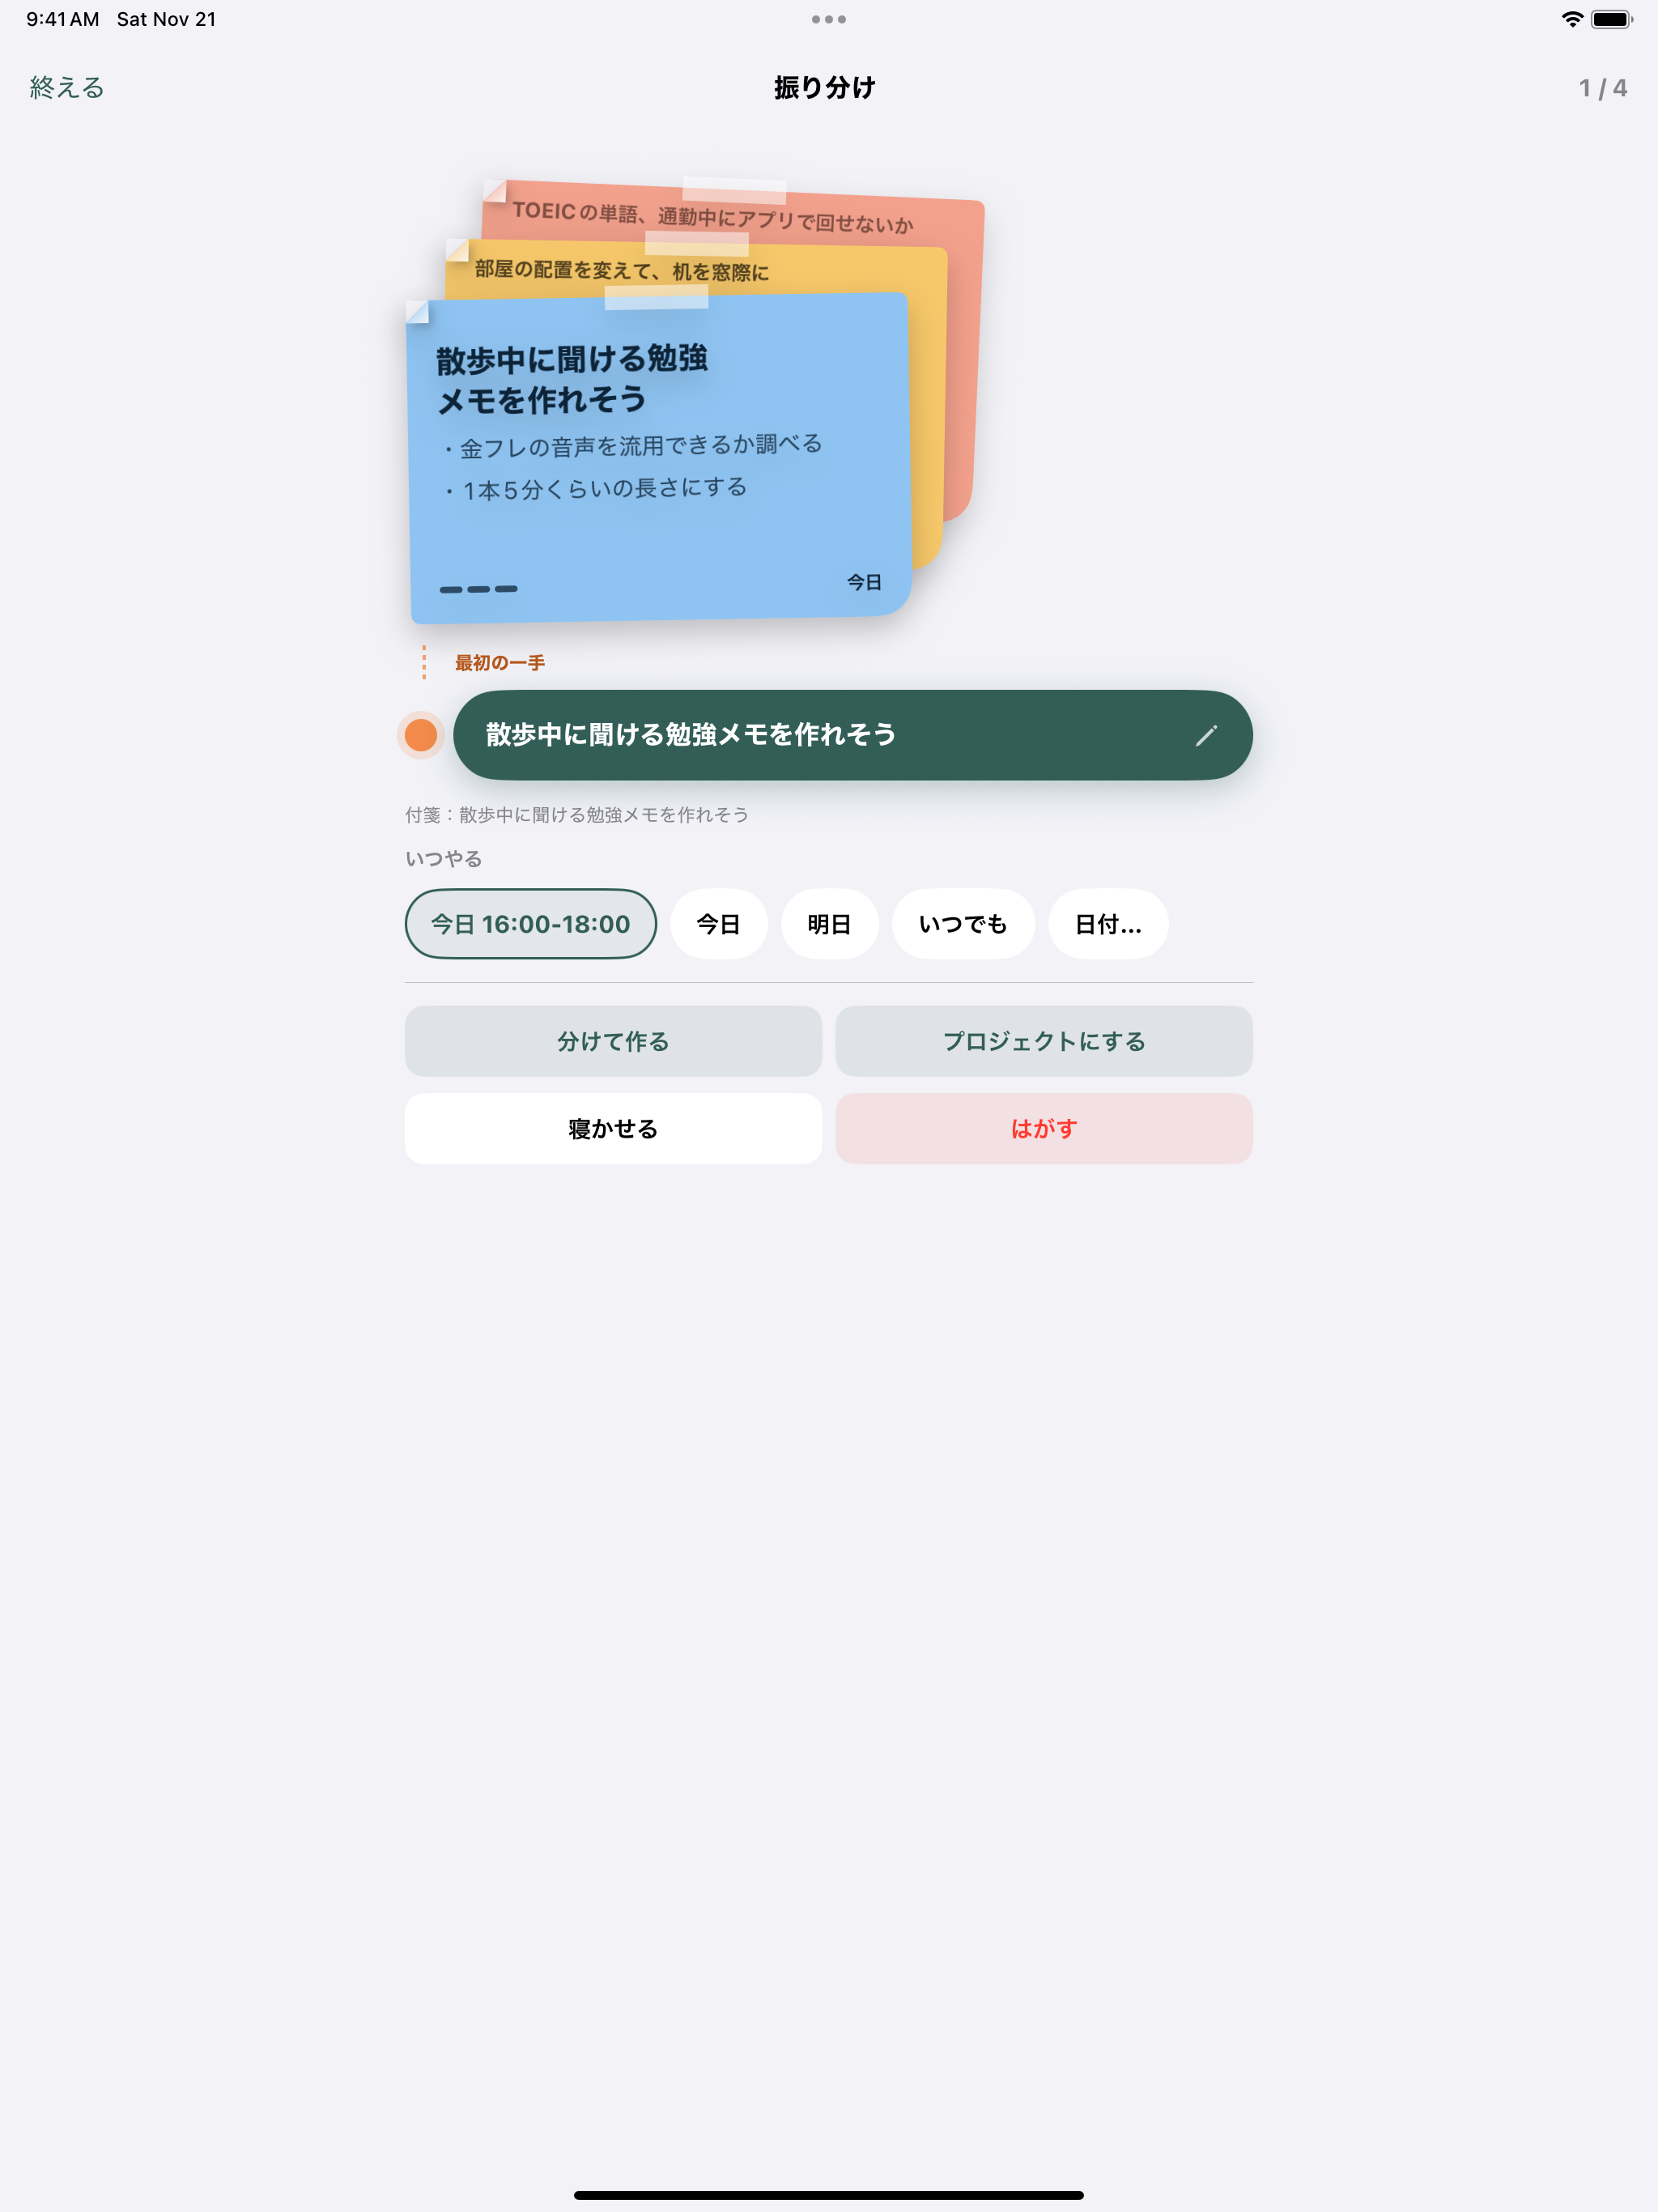 9:41 AM Sat Nov 21
終える
振り分け
1 / 4
TOEICの単語、通勤中にアプリで回せないか
部屋の配置を変えて、机を窓際に
散歩中に聞ける勉強
メモを作れそう
・金フレの音声を流用できるか調べる
・1本5分くらいの長さにする
今日
最初の一手
散歩中に聞ける勉強メモを作れそう
付箋：散歩中に聞ける勉強メモを作れそう
いつやる
今日 16:00-18:00 今日 明日 いつでも 日付...
分けて作る プロジェクトにする
寝かせる はがす